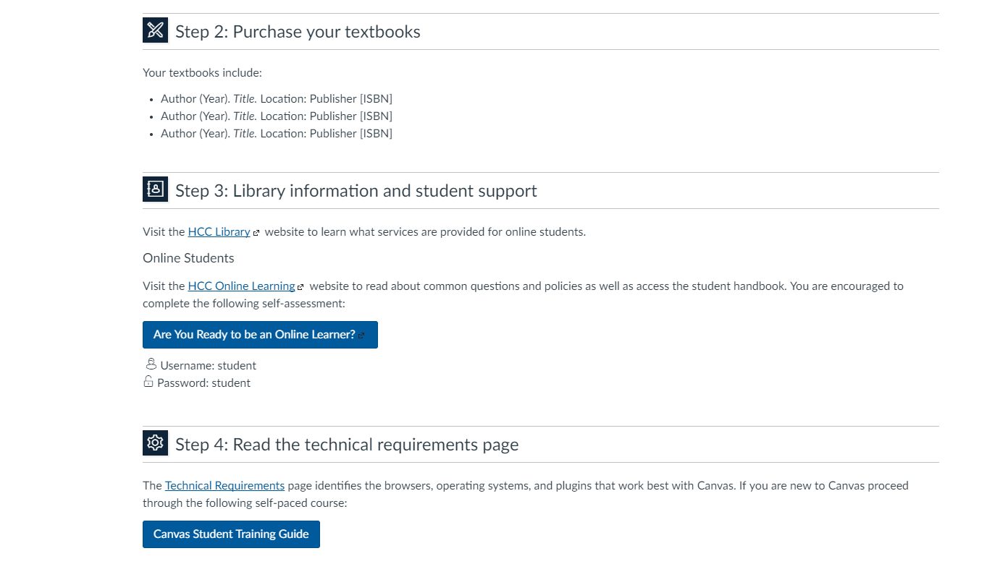 Step 2: Purchase your textbooks
Your textbooks include:
Author (Year). Title. Location: Publisher [ISBN]
Author (Year). Title. Location: Publisher [ISBN]
Author (Year). Title. Location: Publisher [ISBN]
Step 3: Library information and student support
Visit the HCC Library website to learn what services are provided for online students.
Online Students
Visit the HCC Online Learning website to read about common questions and policies as well as access the student handbook. You are encouraged to
complete the following self-assessment:
Are You Ready to be an Online Learner?
Username: student
Password: student
Step 4: Read the technical requirements page
The Technical Requirements page identifies the browsers, operating systems, and plugins that work best with Canvas. If you are new to Canvas proceed
through the following self-paced course:
Canvas Student Training Guide